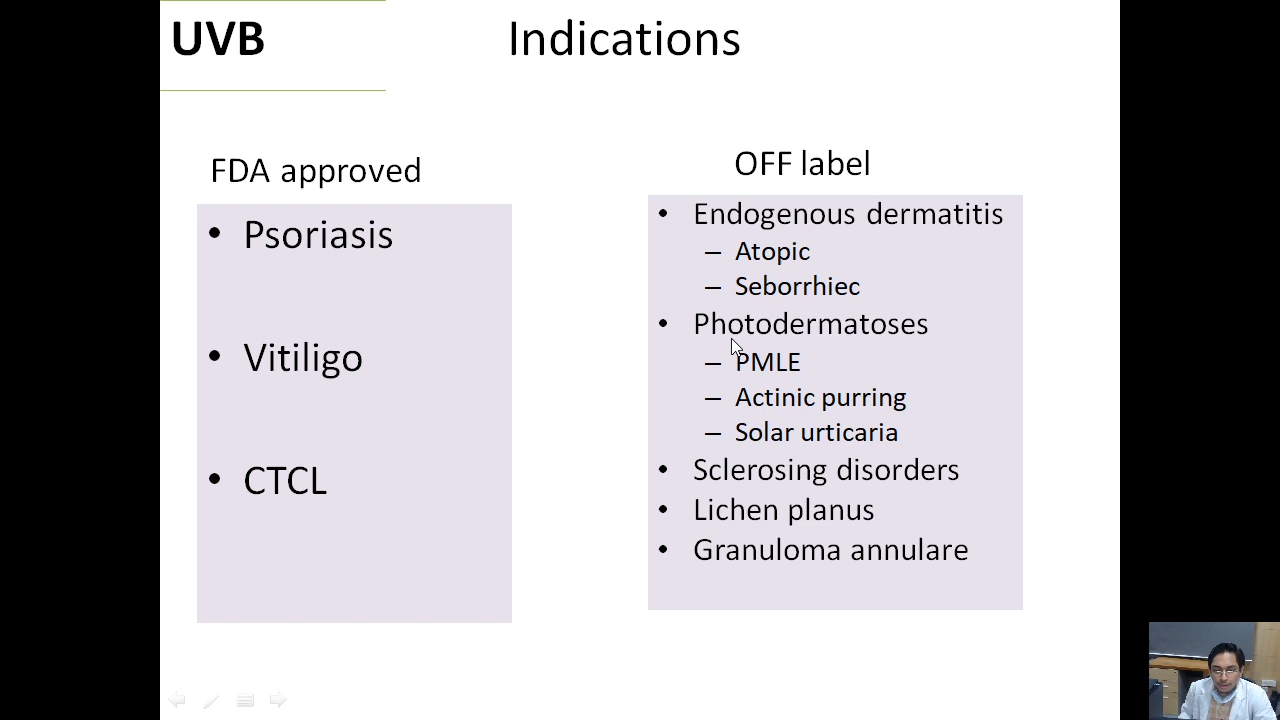 UVB
Indications
FDA approved
• Psoriasis
• Vitiligo
• CTCL
OFF label
• Endogenous dermatitis
– Atopic
– Seborrhiec
• Photodermatoses
– PMLE
– Actinic purring
– Solar urticaria
• Sclerosing disorders
• Lichen planus
• Granuloma annulare